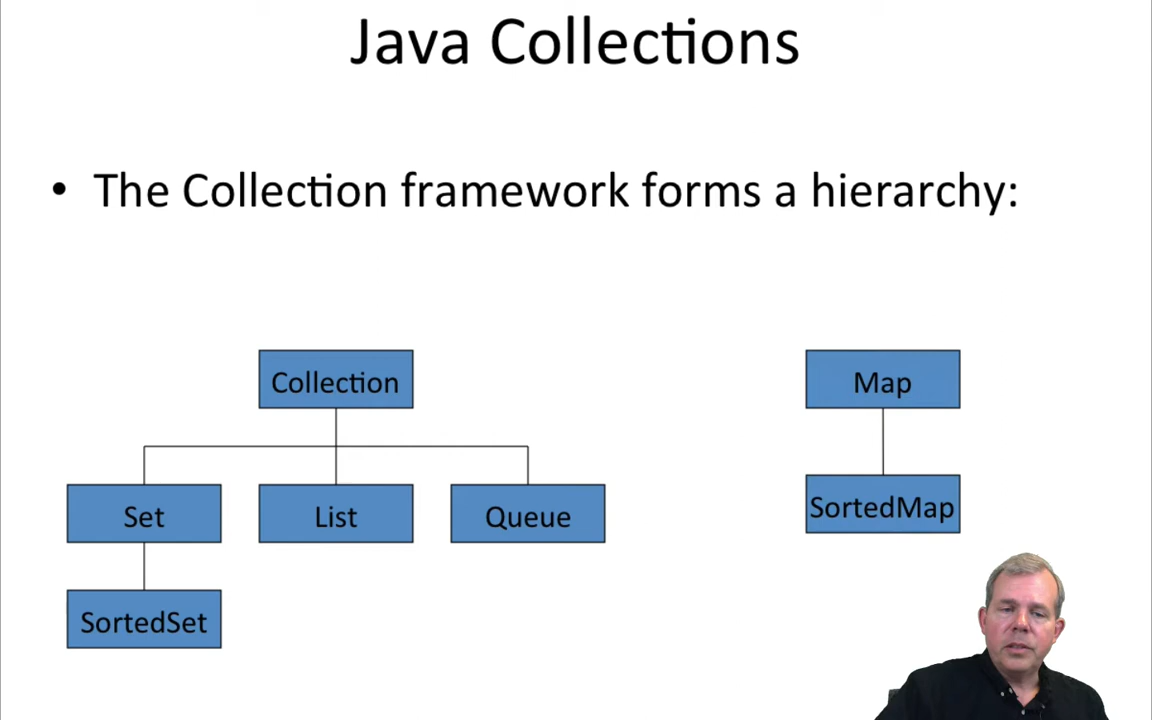 Java Collections
• The Collection framework forms a hierarchy:
Collection
Map
Set
List
Queue
SortedMap
SortedSet